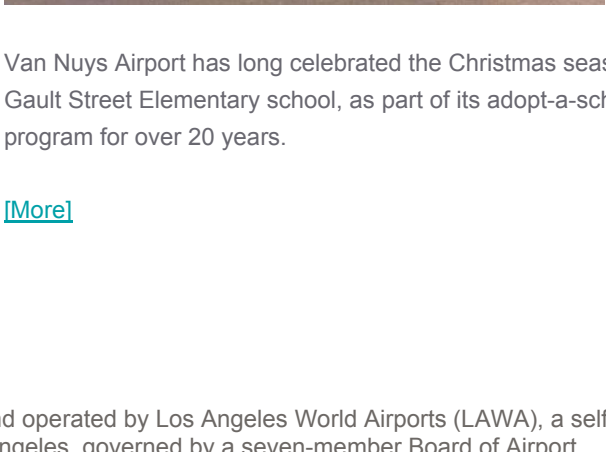 Van Nuys Airport has long celebrated the Christmas seas
Gault Street Elementary school, as part of its adopt-a-sch
program for over 20 years.
[More]
nd operated by Los Angeles World Airports (LAWA), a self
ngeles, governed by a seven-member Board of Airport